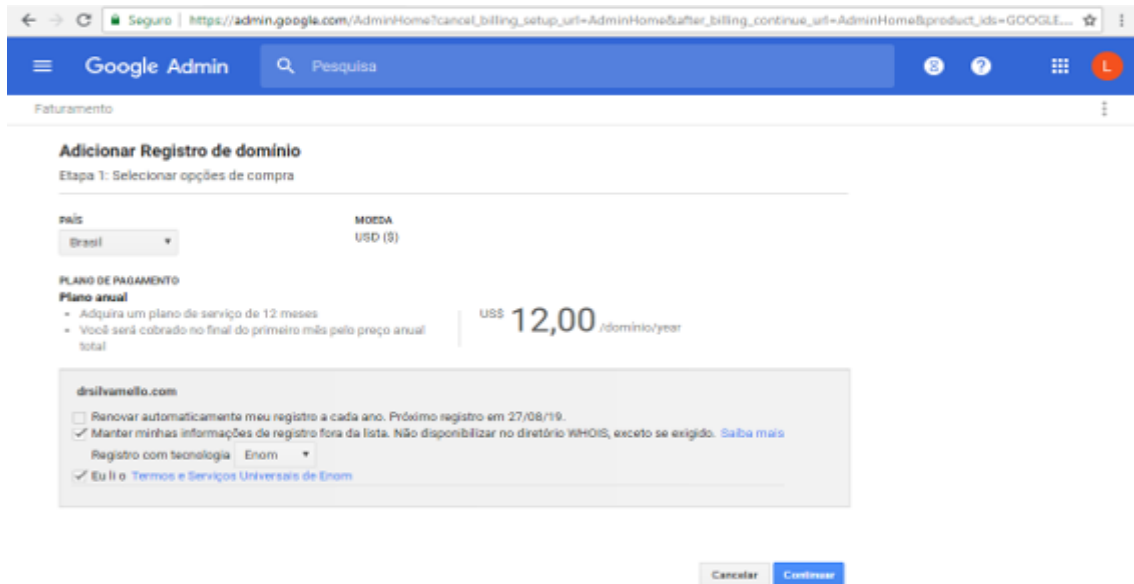 Seguro | https://admin.google.com/AdminHome?cancel_billing_setup_url=AdminHome&after_billing_continue_url=AdminHome&product_ids=GOOGLE...
Google Admin Pesquisa L
Faturamento
Adicionar Registro de domínio
Etapa 1: Selecionar opções de compra
PAÍS MOEDA
Brasil USD ($)
PLANO DE PAGAMENTO
Plano anual
Adquira um plano de serviço de 12 meses
US$ 12,00 /domínio/year
Você será cobrado no final do primeiro mês pelo preço anual
total
drsilvamello.com
Renovar automaticamente meu registro a cada ano. Próximo registro em 27/08/19.
Manter minhas informações de registro fora da lista. Não disponibilizar no diretório WHOIS, exceto se exigido. Saiba mais
Registro com tecnologia Enom
Eu li o Termos e Serviços Universais de Enom
Cancelar Continuar